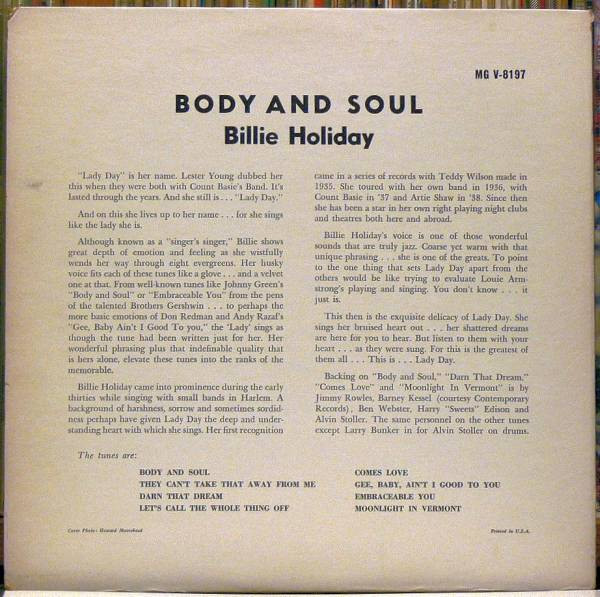 MG V-8197
BODY AND SOUL
Billie Holiday
"Lady Day" is her name. Lester Young dubbed her
this when they were both with Count Basie's Band. It's
lasted through the years. And she still is . . . "Lady Day."
And on this she lives up to her name . . . for she sings
like the lady she is.
Although known as a "singer's singer," Billie shows
great depth of emotion and feeling as she wistfully
wends her way through eight evergreens. Her husky
voice fits each of these tunes like a glove . . . and a velvet
one at that. From well-known tunes like Johnny Green's
"Body and Soul" or "Embraceable You" from the pens
of the talented Brothers Gershwin . . . to perhaps the
more basic emotions of Don Redman and Andy Razaf's
"Gee, Baby Ain't I Good To You," the 'Lady' sings as
though the tune had been written just for her. Her
wonderful phrasing plus that indefinable quality that
is hers alone, elevate these tunes into the ranks of the
memorable.
Billie Holiday came into prominence during the early
thirties while singing with small bands in Harlem. A
background of harshness, sorrow and sometimes sordid-
ness perhaps have given Lady Day the deep and under-
standing heart with which she sings. Her first recognition
came in a series of records with Teddy Wilson made in
1935. She toured with her own band in 1936, with
Count Basie in '37 and Artie Shaw in '38. Since then
she has been a star in her own right playing night clubs
and theatres both here and abroad.
Billie Holiday's voice is one of those wonderful
sounds that are truly jazz. Coarse yet warm with that
unique phrasing . . . she is one of the greats. To point
to the one thing that sets Lady Day apart from the
others would be like trying to evaluate Louie Arm-
strong's playing and singing. You don't know . . . it
just is.
This then is the exquisite delicacy of Lady Day. She
sings her bruised heart out . . . her shattered dreams
are here for you to hear. But listen to them with your
heart . . . as they were sung. For this is the greatest of
them all . . . This is . . . Lady Day.
Backing on "Body and Soul," "Darn That Dream,"
"Comes Love" and "Moonlight In Vermont" is by
Jimmy Rowles, Barney Kessel (courtesy Contemporary
Records), Ben Webster, Harry "Sweets" Edison and
Alvin Stoller. The same personnel on the other tunes
except Larry Bunker in for Alvin Stoller on drums.
The tunes are:
BODY AND SOUL
THEY CAN'T TAKE THAT AWAY FROM ME
DARN THAT DREAM
LET'S CALL THE WHOLE THING OFF
COMES LOVE
GEE, BABY, AIN'T I GOOD TO YOU
EMBRACEABLE YOU
MOONLIGHT IN VERMONT
Cover Photo: Howard Morehead
Printed in U.S.A.